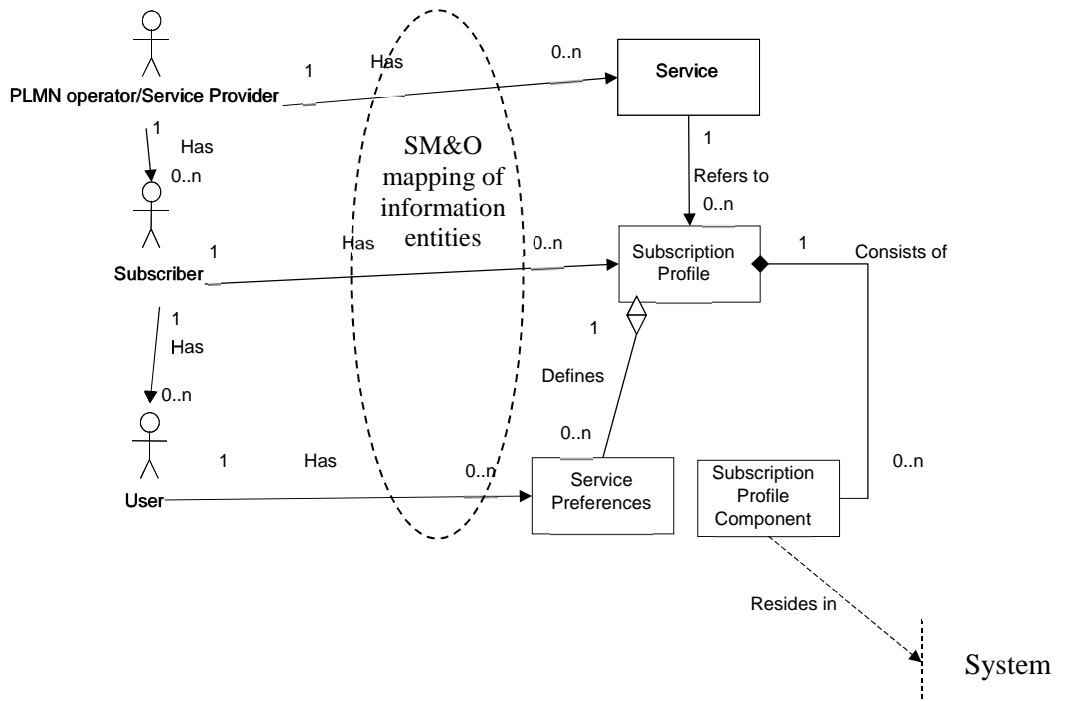 1
Has
0..n
Service
PLMN operator/Service Provider
1
Has
0..n
SM&O
mapping of
information
entities
1
Refers to
0..n
1
Has
0..n
Subscriber
Subscription
Profile
1
Consists of
1
Has
0..n
1
Defines
0..n
1
Has
0..n
User
Service
Preferences
Subscription
Profile
Component
0..n
Resides in
System